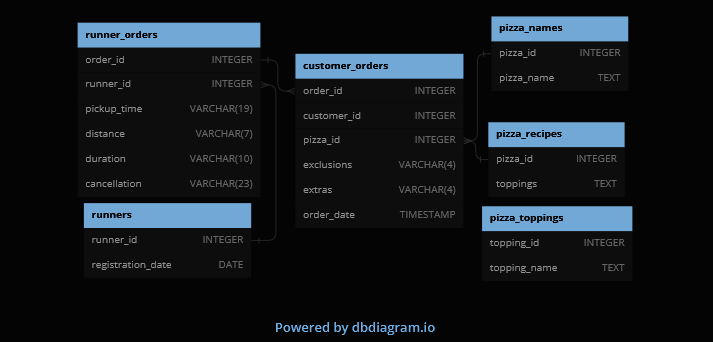 runner_orders
order_id INTEGER
runner_id INTEGER
pickup_time VARCHAR(19)
distance VARCHAR(7)
duration VARCHAR(10)
cancellation VARCHAR(23)
runners
runner_id INTEGER
registration_date DATE
customer_orders
order_id INTEGER
customer_id INTEGER
pizza_id INTEGER
exclusions VARCHAR(4)
extras VARCHAR(4)
order_date TIMESTAMP
pizza_names
pizza_id INTEGER
pizza_name TEXT
pizza_recipes
pizza_id INTEGER
toppings TEXT
pizza_toppings
topping_id INTEGER
topping_name TEXT
Powered by dbdiagram.io